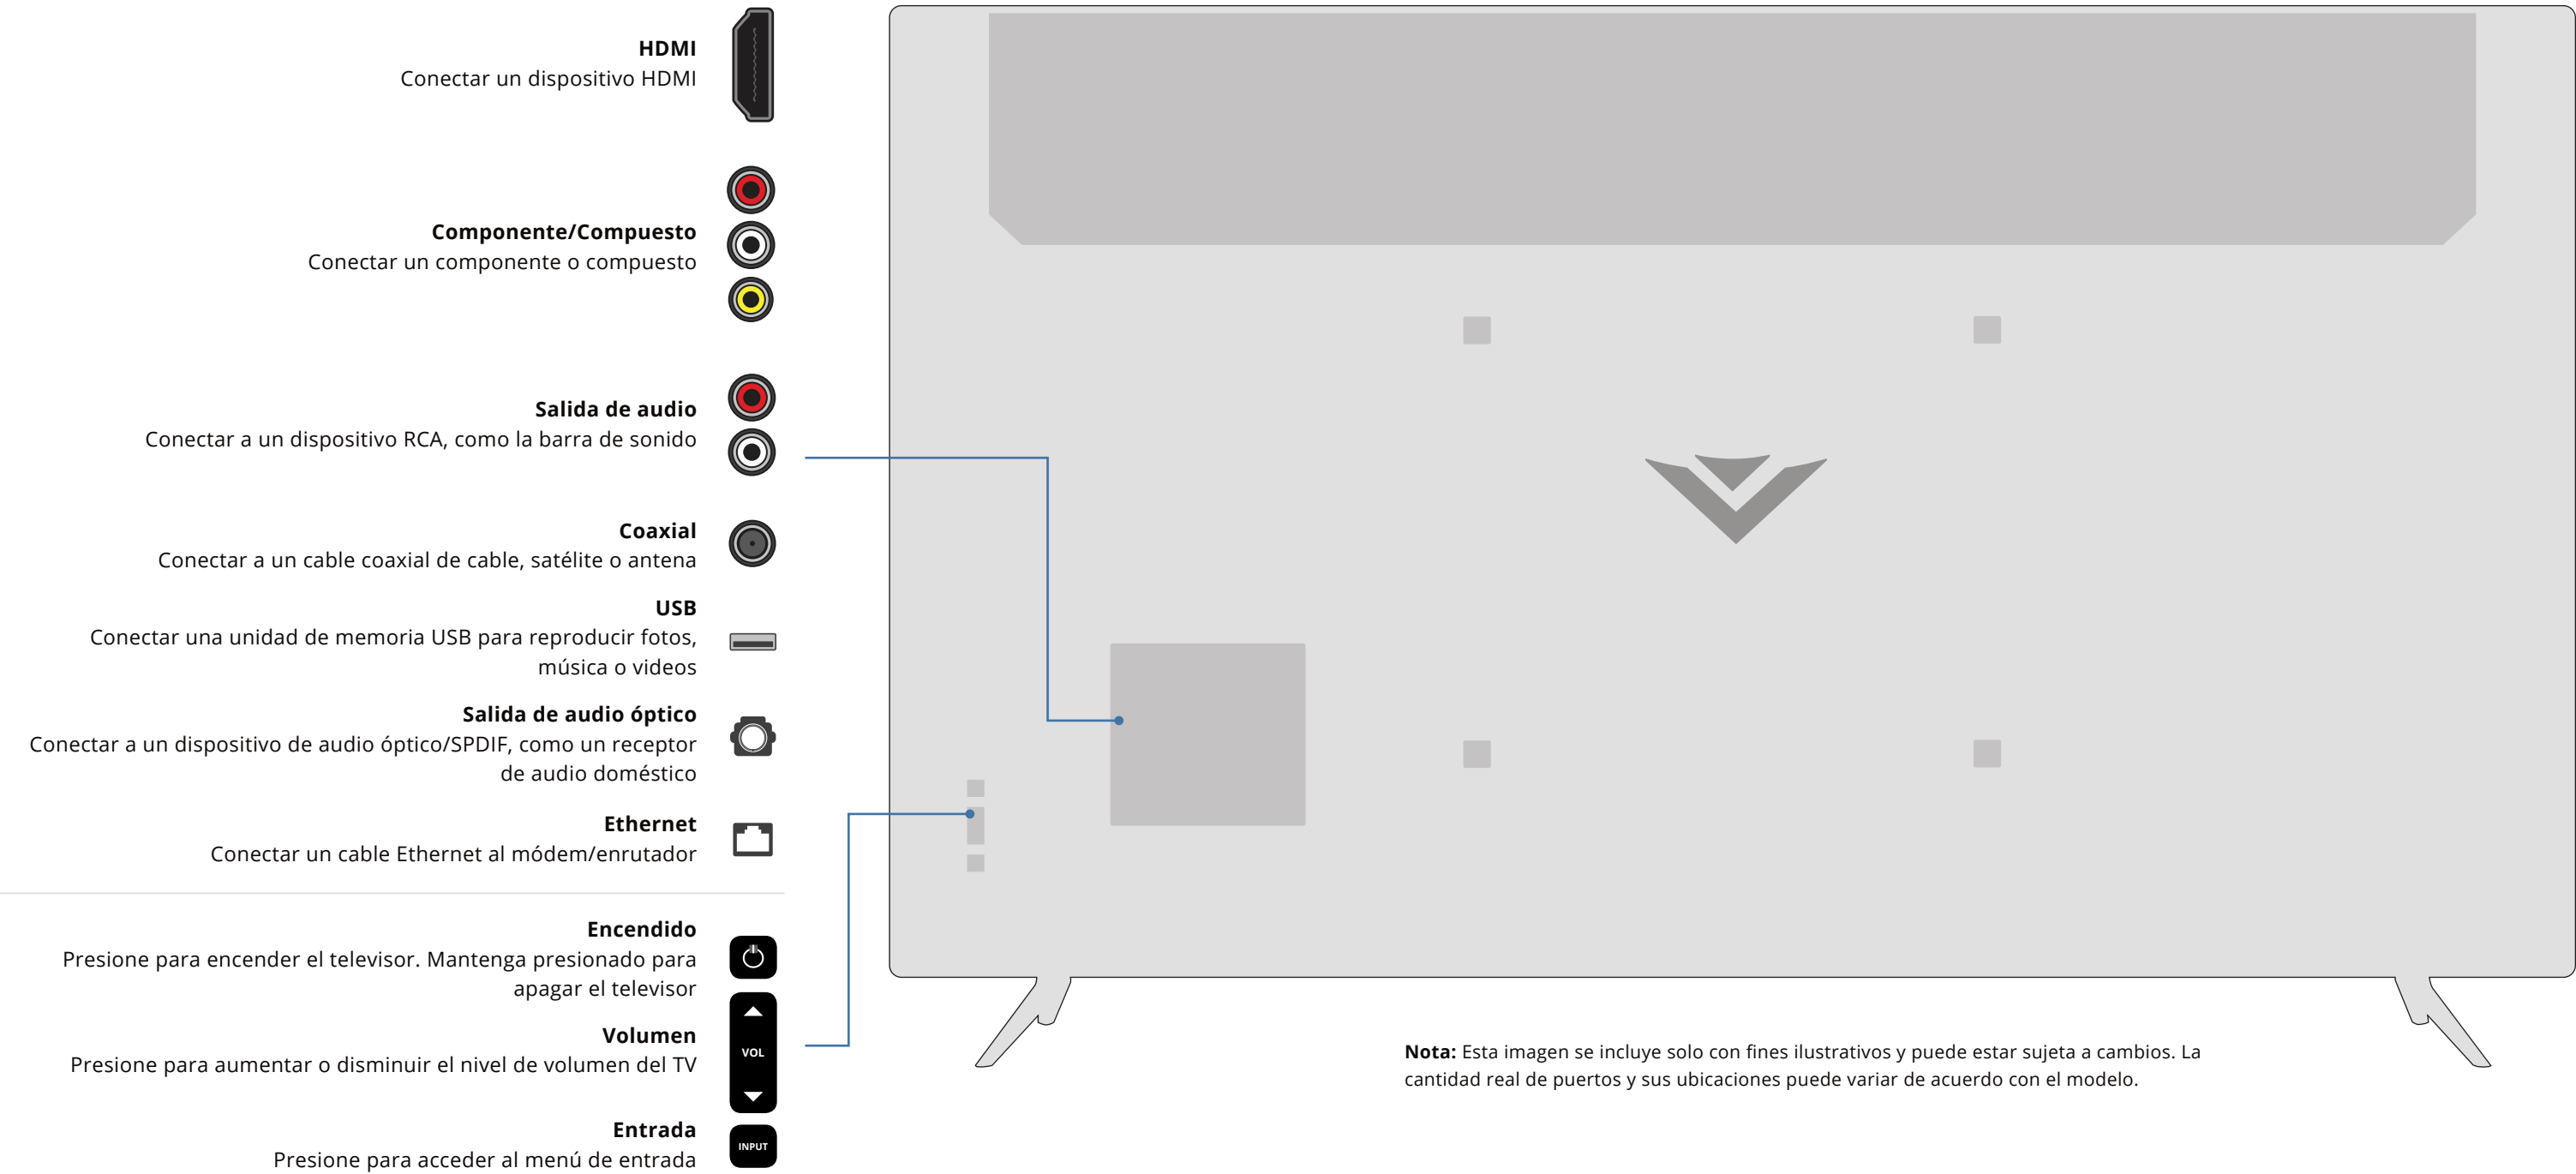 HDMI
Conectar un dispositivo HDMI
Componente/Compuesto
Conectar un componente o compuesto
Salida de audio
Conectar a un dispositivo RCA, como la barra de sonido
Coaxial
Conectar a un cable coaxial de cable, satélite o antena
USB
Conectar una unidad de memoria USB para reproducir fotos,
música o videos
Salida de audio óptico
Conectar a un dispositivo de audio óptico/SPDIF, como un receptor
de audio doméstico
Ethernet
Conectar un cable Ethernet al módem/enrutador
Encendido
Presione para encender el televisor. Mantenga presionado para
apagar el televisor
Volumen
Presione para aumentar o disminuir el nivel de volumen del TV
VOL
Entrada
Presione para acceder al menú de entrada
INPUT
Nota: Esta imagen se incluye solo con fines ilustrativos y puede estar sujeta a cambios. La
cantidad real de puertos y sus ubicaciones puede variar de acuerdo con el modelo.